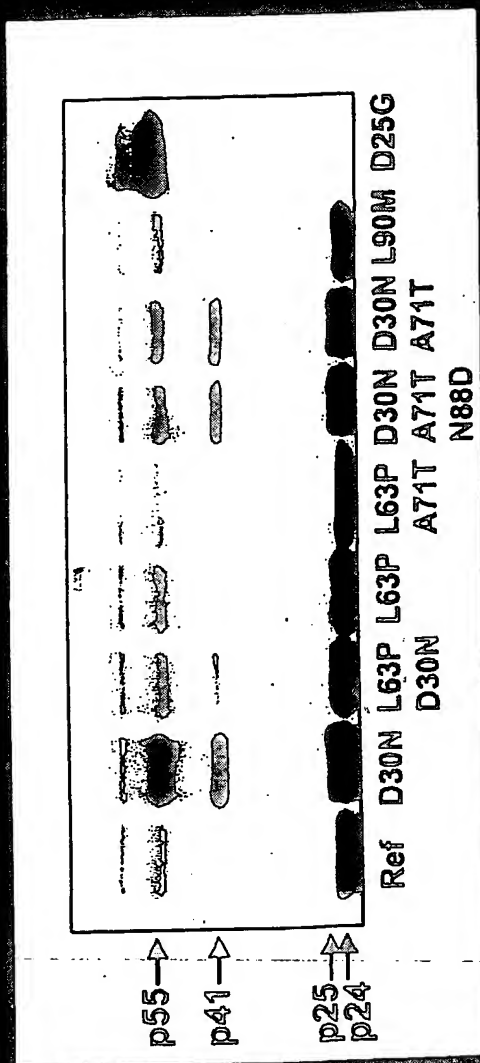 p55
p41
p25
p24
Ref D30N L63P L63P L63P D30N D30N L90M D25G
D30N A71T A71T A71T
N88D